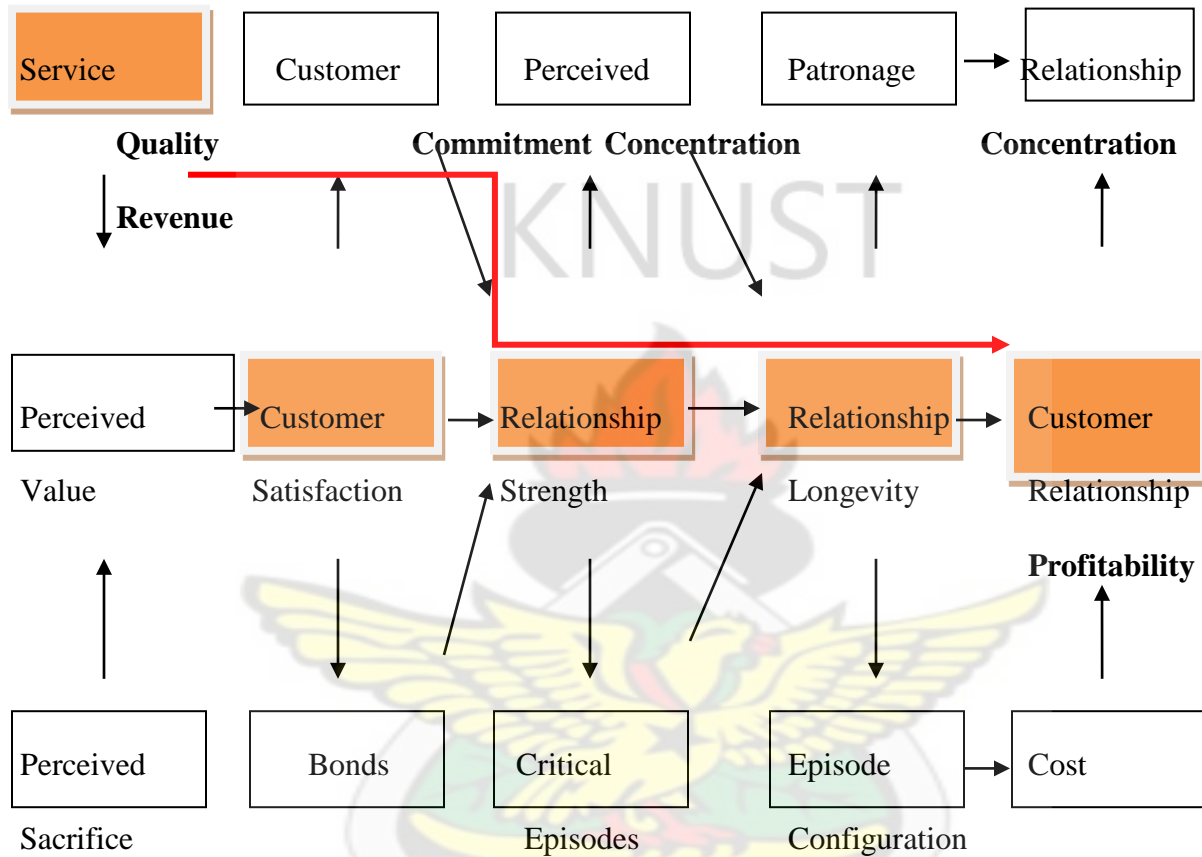 Service Customer Perceived Patronage Relationship
Quality Commitment Concentration Concentration
Revenue
KNUST
Perceived Customer Relationship Relationship Customer
Value Satisfaction Strength Longevity Relationship
Profitability
Perceived Bonds Critical Episode Cost
Sacrifice Episodes Configuration